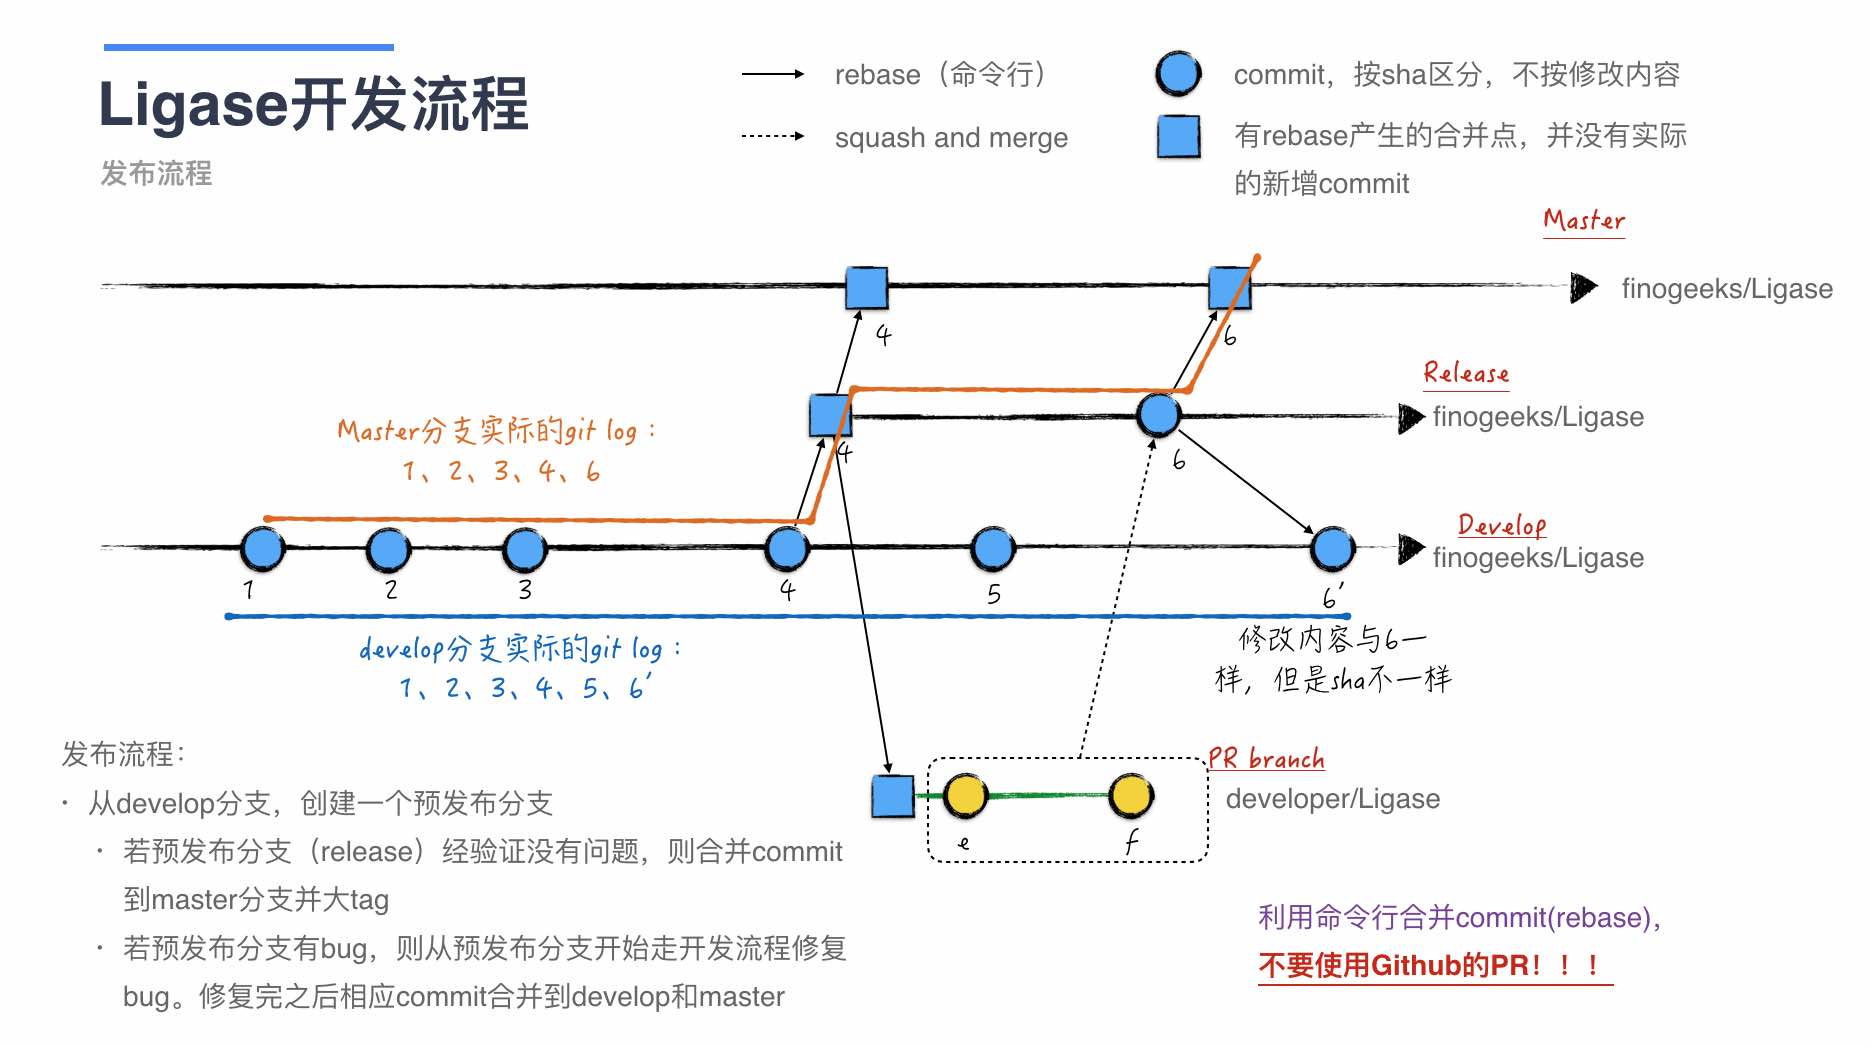 Ligase开发流程
发布流程
rebase（命令行）
squash and merge
commit，按sha区分，不按修改内容
有rebase产生的合并点，并没有实际
的新增commit
Master
finogeeks/Ligase
4
6
Release
finogeeks/Ligase
Master分支实际的git log：
1、2、3、4、6
4
6
Develop
finogeeks/Ligase
1
2
3
4
5
6′
develop分支实际的git log：
1、2、3、4、5、6′
修改内容与6一
样，但是sha不一样
PR branch
developer/Ligase
e
f
发布流程：
· 从develop分支，创建一个预发布分支
· 若预发布分支（release）经验证没有问题，则合并commit
到master分支并大tag
· 若预发布分支有bug，则从预发布分支开始走开发流程修复
bug。修复完之后相应commit合并到develop和master
利用命令行合并commit(rebase)，
不要使用Github的PR！！！